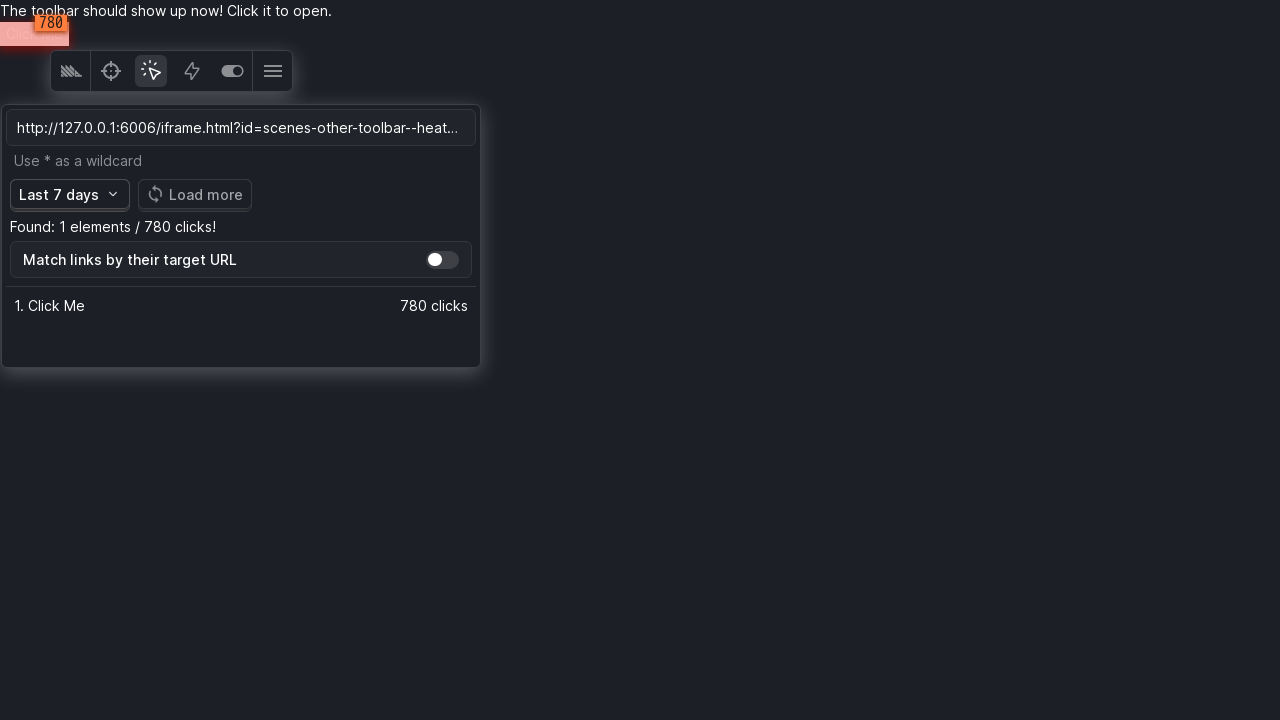 The toolbar should show up now! Click it to open.
780
Click Me
http://127.0.0.1:6006/iframe.html?id=scenes-other-toolbar--heat...
Use * as a wildcard
Last 7 days
Load more
Found: 1 elements / 780 clicks!
Match links by their target URL
1. Click Me
780 clicks